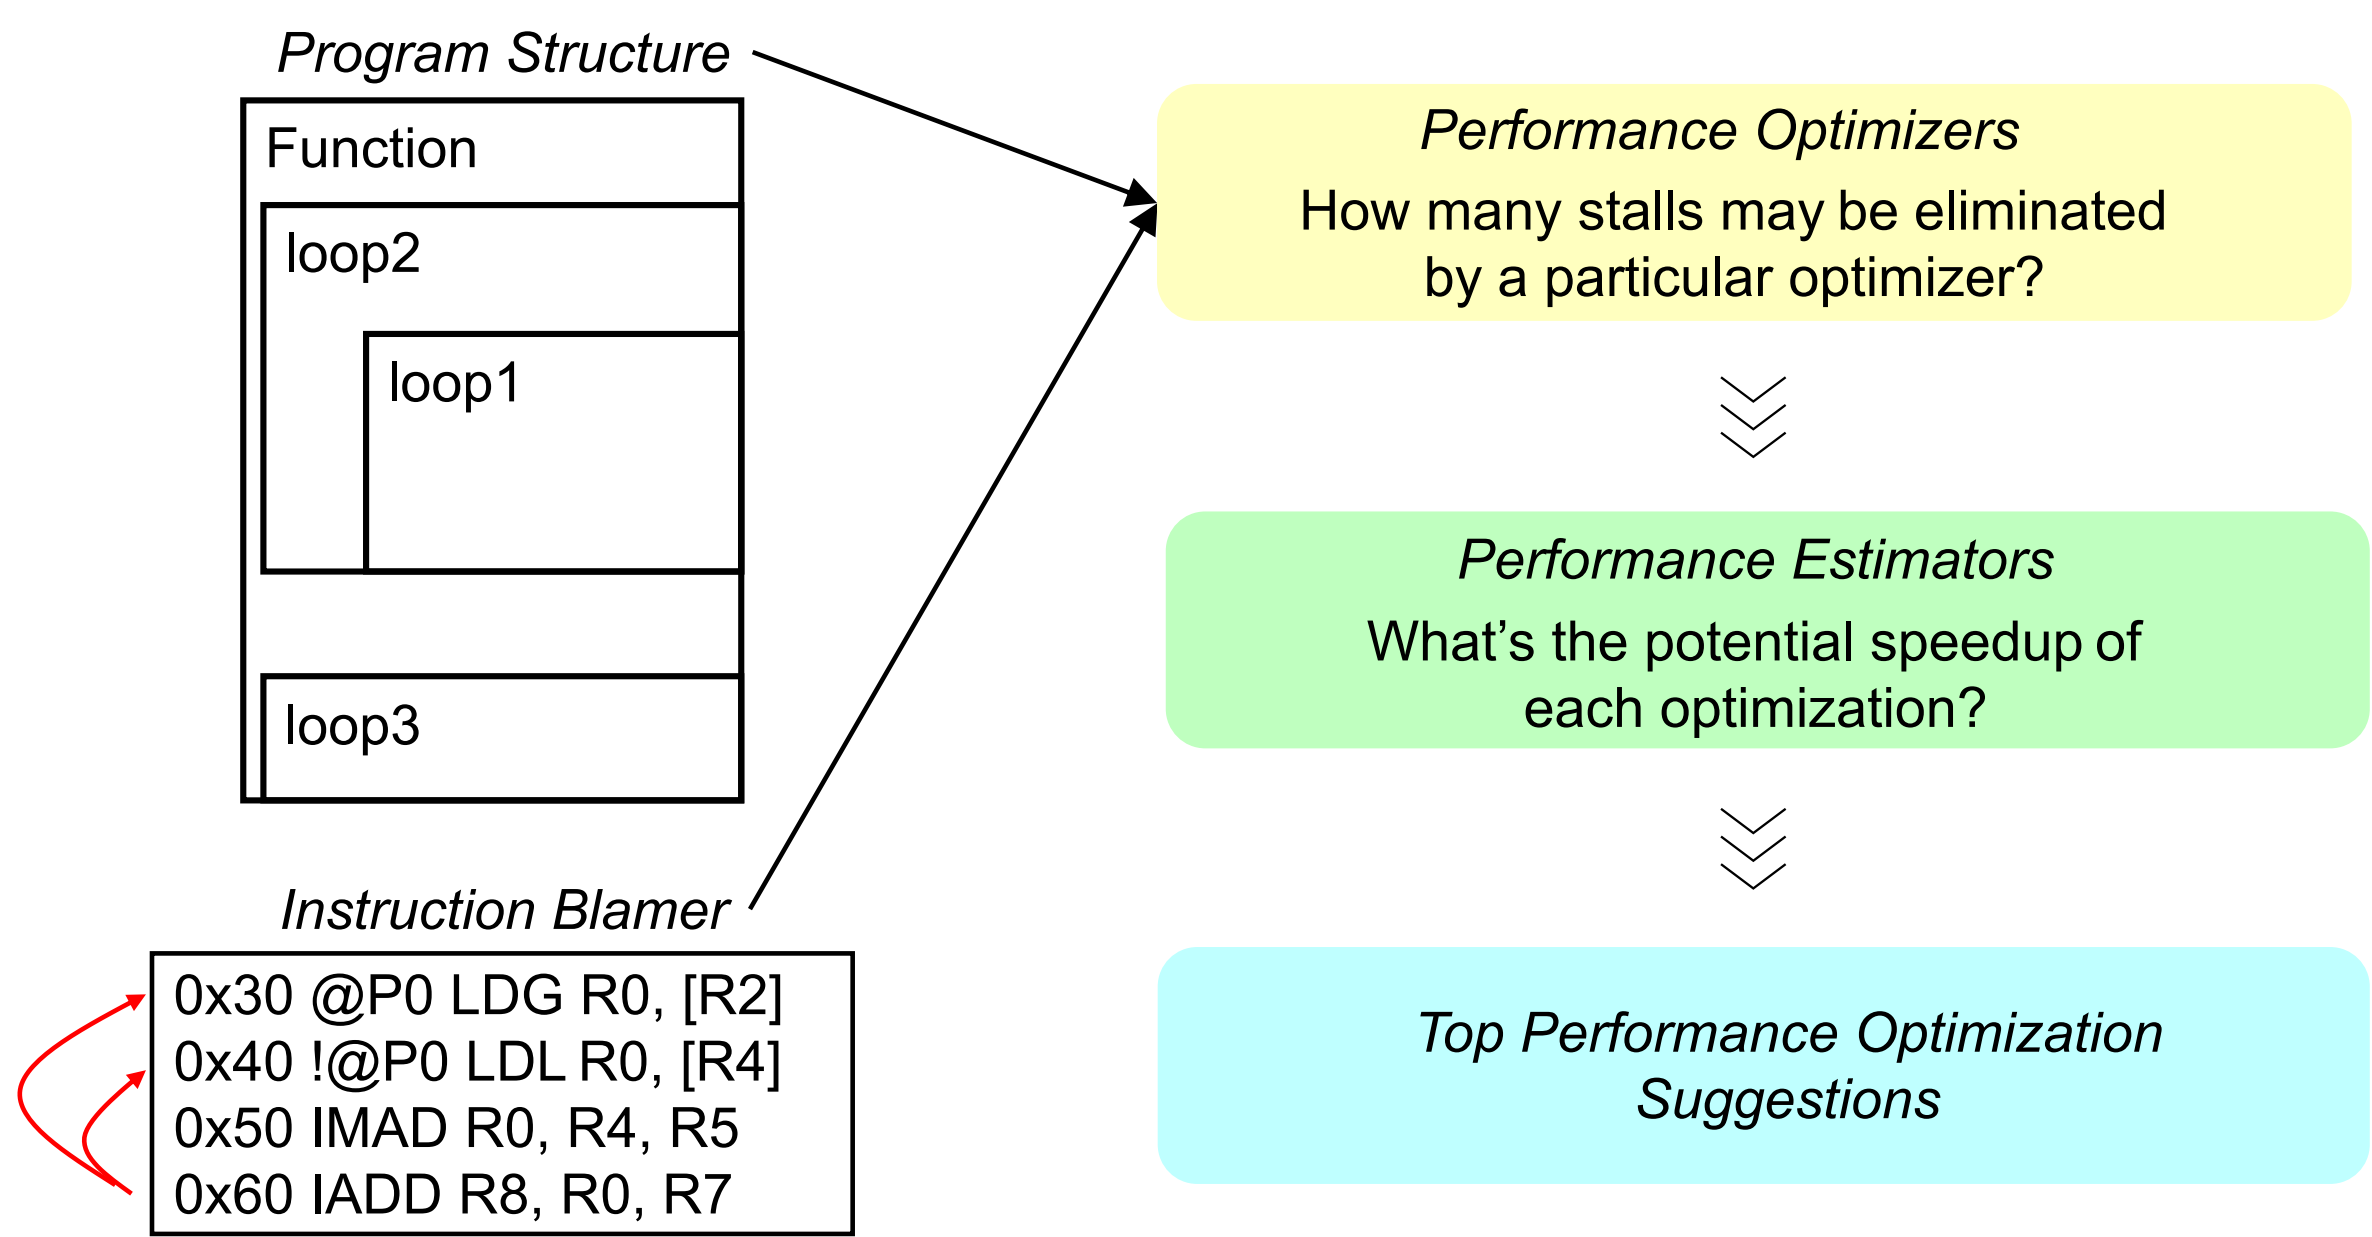 Program Structure
Function
loop2
loop1
loop3
Instruction Blamer
0x30 @P0 LDG R0, [R2]
0x40 !@P0 LDL R0, [R4]
0x50 IMAD R0, R4, R5
0x60 IADD R8, R0, R7
Performance Optimizers
How many stalls may be eliminated
by a particular optimizer?
Performance Estimators
What’s the potential speedup of
each optimization?
Top Performance Optimization
Suggestions